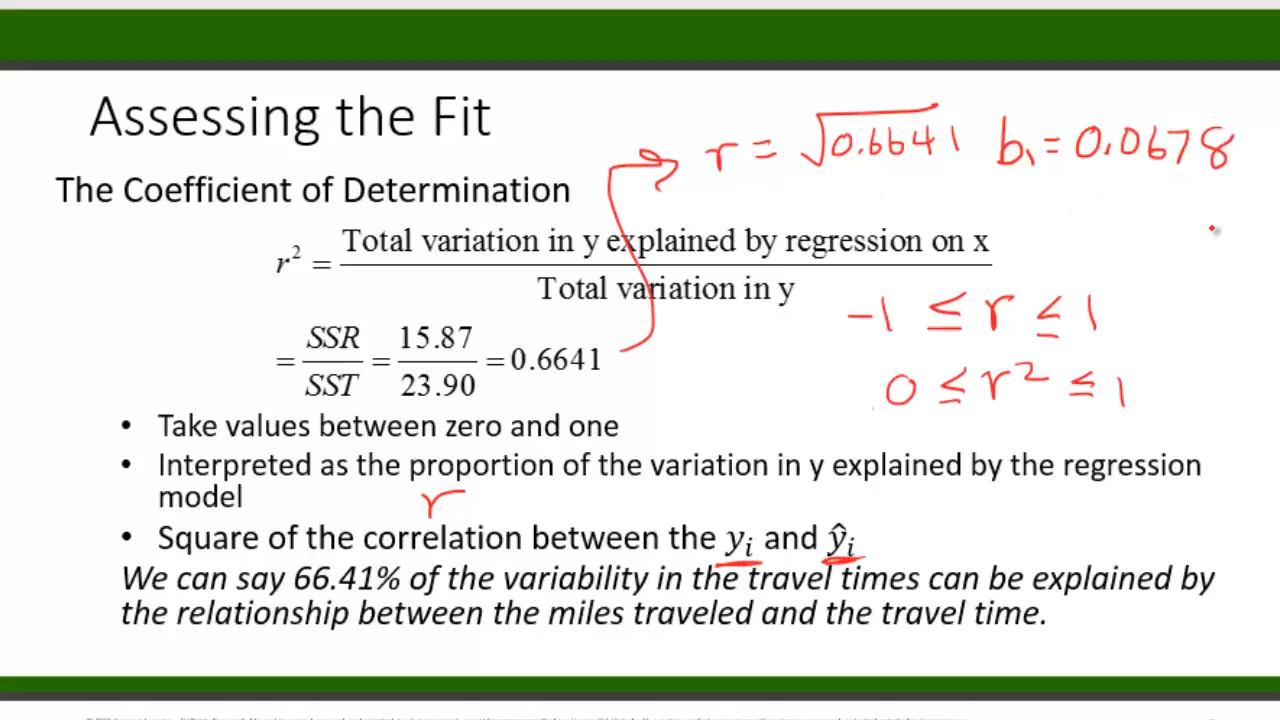 Assessing the Fit
r = √0.6641 b₁ = 0.0678
The Coefficient of Determination
r² = Total variation in y explained by regression on x
Total variation in y
-1 ≤ r ≤ 1
= SSR/SST = 15.87/23.90 = 0.6641
0 ≤ r² ≤ 1
• Take values between zero and one
• Interpreted as the proportion of the variation in y explained by the regression
model
r
• Square of the correlation between the yᵢ and ŷᵢ
We can say 66.41% of the variability in the travel times can be explained by
the relationship between the miles traveled and the travel time.